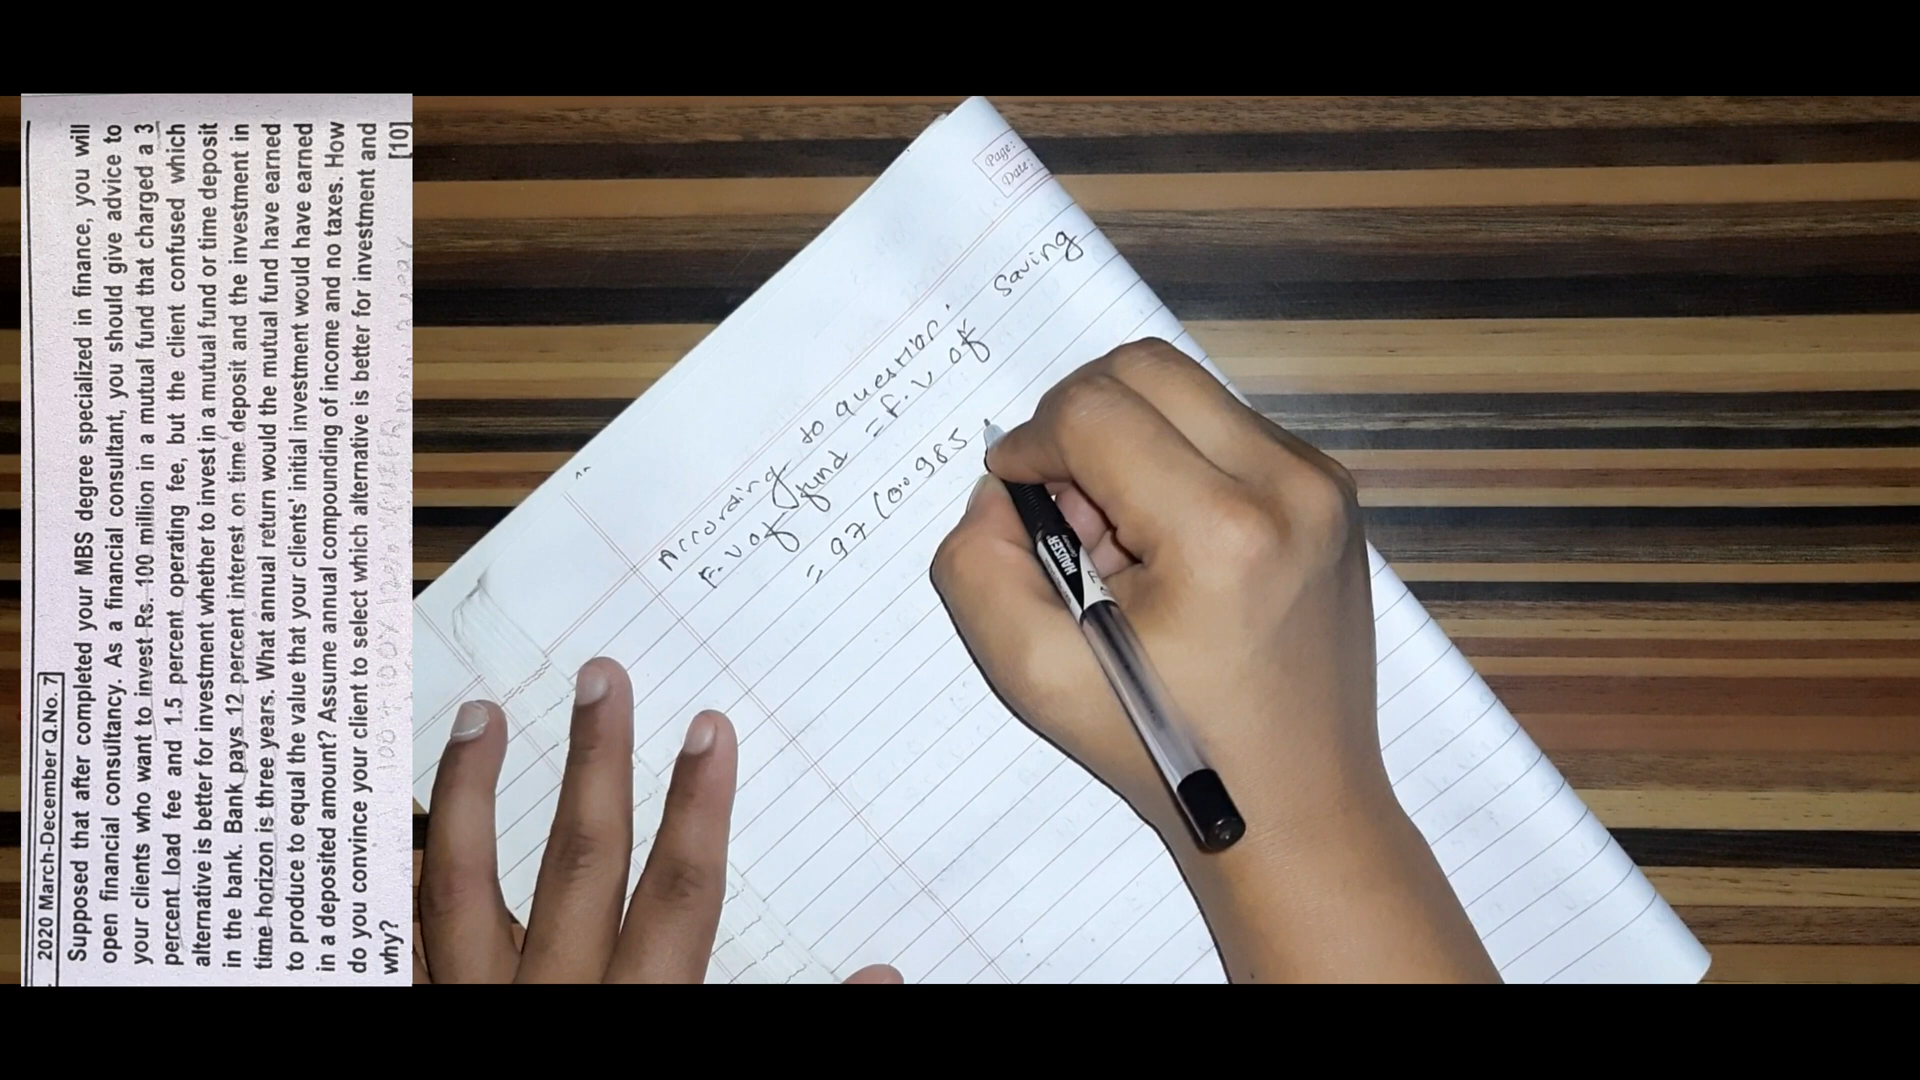 2020 March-December Q.No. 7
Supposed that after completed your MBS degree specialized in finance, you will
open financial consultancy. As a financial consultant, you should give advice to
your clients who want to invest Rs. 100 million in a mutual fund that charged a 3
percent load fee and 1.5 percent operating fee, but the client confused which
alternative is better for investment whether to invest in a mutual fund or time deposit
in the bank. Bank pays 12 percent interest on time deposit and the investment in
time horizon is three years. What annual return would the mutual fund have earned
to produce to equal the value that your clients' initial investment would have earned
in a deposited amount? Assume annual compounding of income and no taxes. How
do you convince your client to select which alternative is better for investment and
why? [10]
Page:
Date:
According to question.
F.V of fund = F.V of Saving
= 97 (0.985
HAUSER
Germany